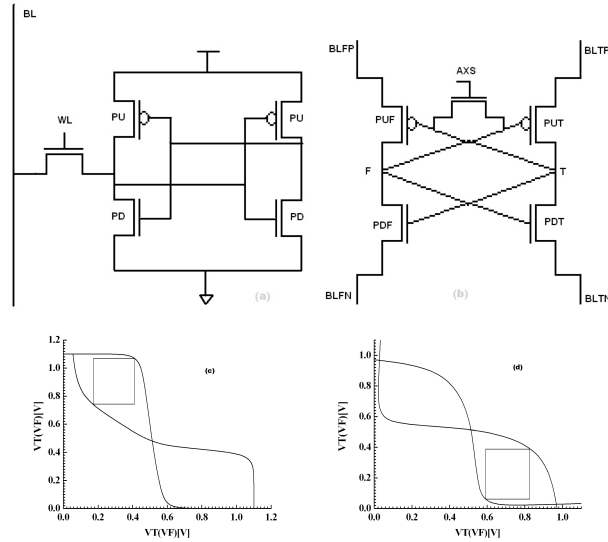 BL
WL
PU
PU
PD
PD
(a)
BLFP
BLTP
AXS
PUF
PUT
F
T
PDF
PDT
BLFN
BLTN
(b)
1.2
1.0
0.8
0.6
0.4
0.2
0.0
VT(VF)[V]
(c)
0.0 0.2 0.4 0.6 0.8 1.0 1.2
VT(VF)[V]
1.0
0.8
0.6
0.4
0.2
0.0
VT(VF)[V]
(d)
0.0 0.2 0.4 0.6 0.8 1.0
VT(VF)[V]